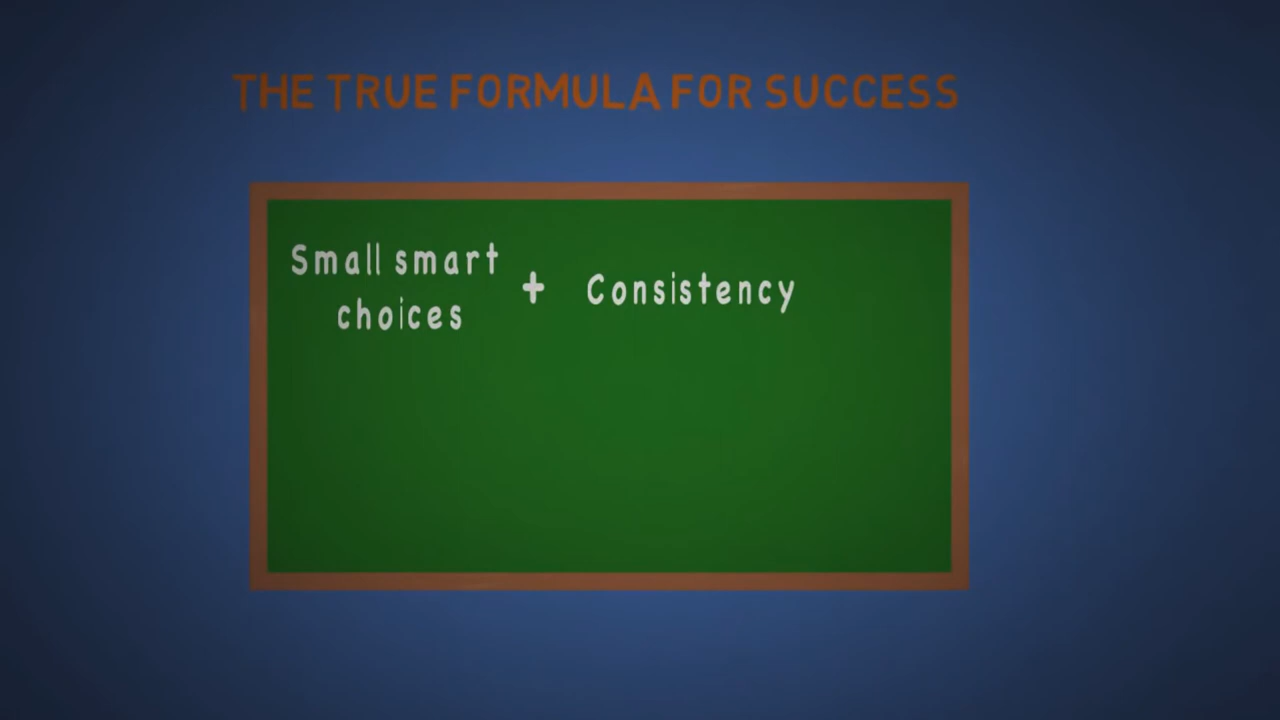 THE TRUE FORMULA FOR SUCCESS
Small smart
choices
+
Consistency